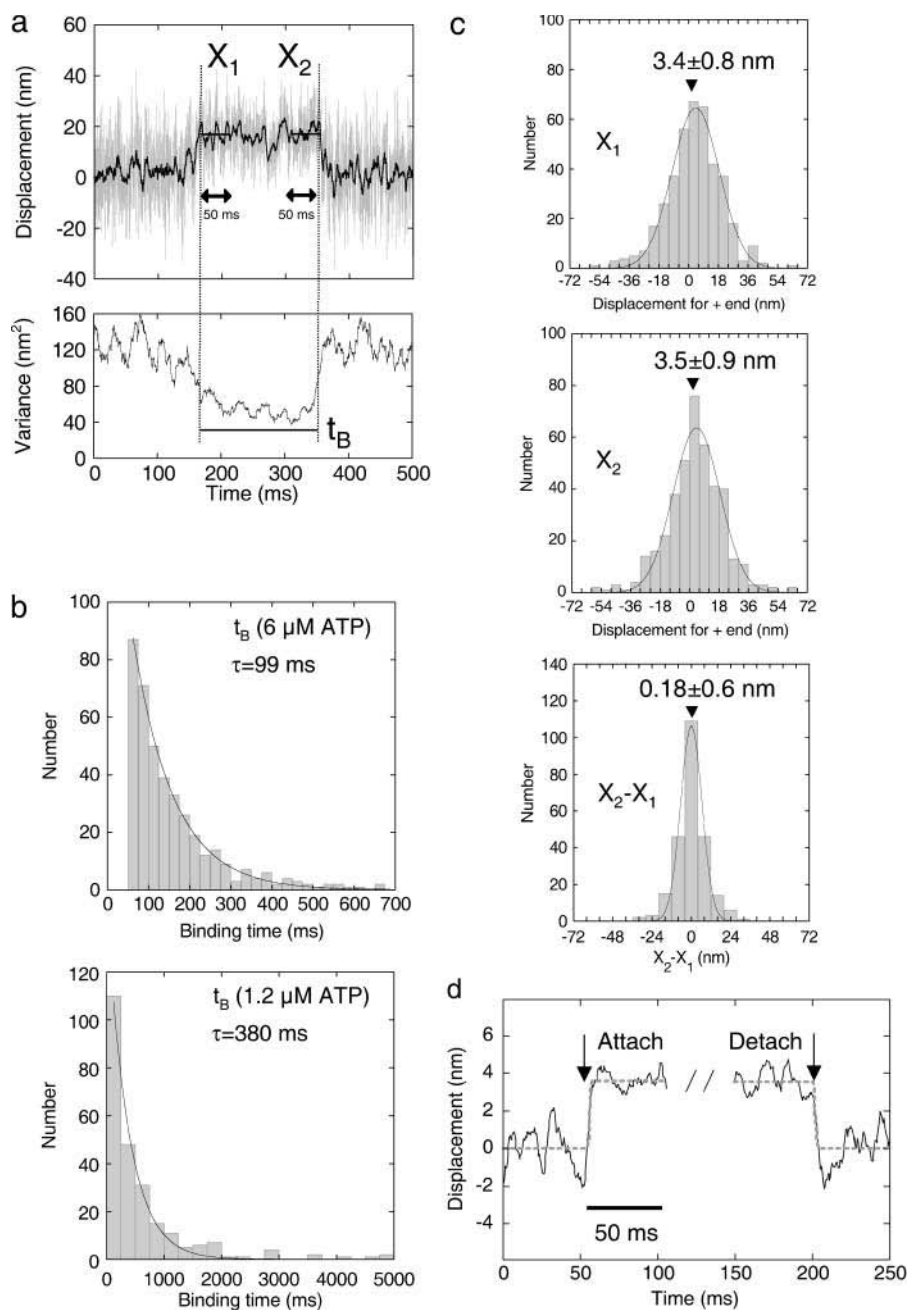 a
60
40
20
0
-20
-40
Displacement (nm)
X1
X2
50 ms
50 ms
160
120
80
40
0
Variance (nm2)
tB
0 100 200 300 400 500
Time (ms)
b
100
80
60
40
20
0
Number
tB (6 µM ATP)
τ=99 ms
0 100 200 300 400 500 600 700
Binding time (ms)
120
100
80
60
40
20
0
Number
tB (1.2 µM ATP)
τ=380 ms
0 1000 2000 3000 4000 5000
Binding time (ms)
c
3.4±0.8 nm
80
60
40
20
0
Number
X1
-72 -54 -36 -18 0 18 36 54 72
Displacement for + end (nm)
3.5±0.9 nm
80
60
40
20
0
Number
X2
-72 -54 -36 -18 0 18 36 54 72
Displacement for + end (nm)
0.18±0.6 nm
140
120
100
80
60
40
20
0
Number
X2-X1
-72 -48 -24 0 24 48 72
X2-X1 (nm)
d
6
4
2
0
-2
-4
Displacement (nm)
Attach
Detach
50 ms
0 50 100 150 200 250
Time (ms)